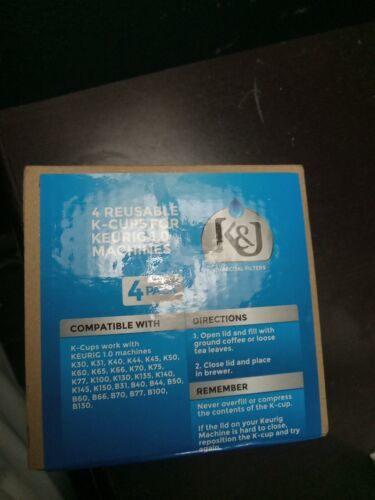 4 REUSABLE
K-CUPS FOR
KEURIG 1.0
MACHINES
4
K&J
CHARCOAL FILTERS
COMPATIBLE WITH
K-Cups work with
KEURIG 1.0 machines
K30, K31, K40, K44, K45, K50,
K60, K65, K66, K70, K75,
K77, K100, K130, K135, K140,
K145, K150, B31, B40, B44, B50,
B60, B66, B70, B77, B100,
B130.
DIRECTIONS
1. Open lid and fill with
ground coffee or loose
tea leaves.
2. Close lid and place
in brewer.
REMEMBER
Never overfill or compress
the contents of the K-cup.
If the lid on your Keurig
Machine is hard to close,
reposition the K-cup and try
again.